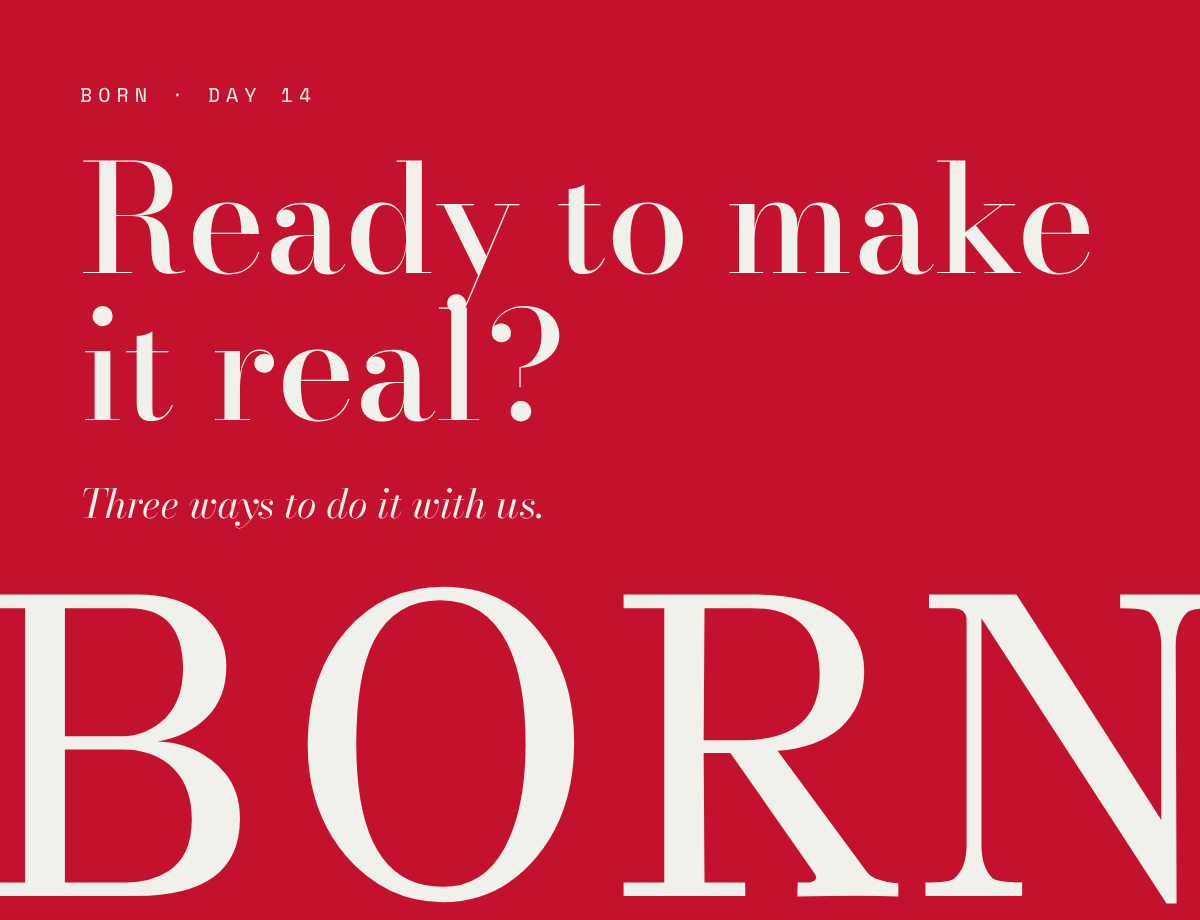 BORN · DAY 14
Ready to make
it real?
Three ways to do it with us.
BORN